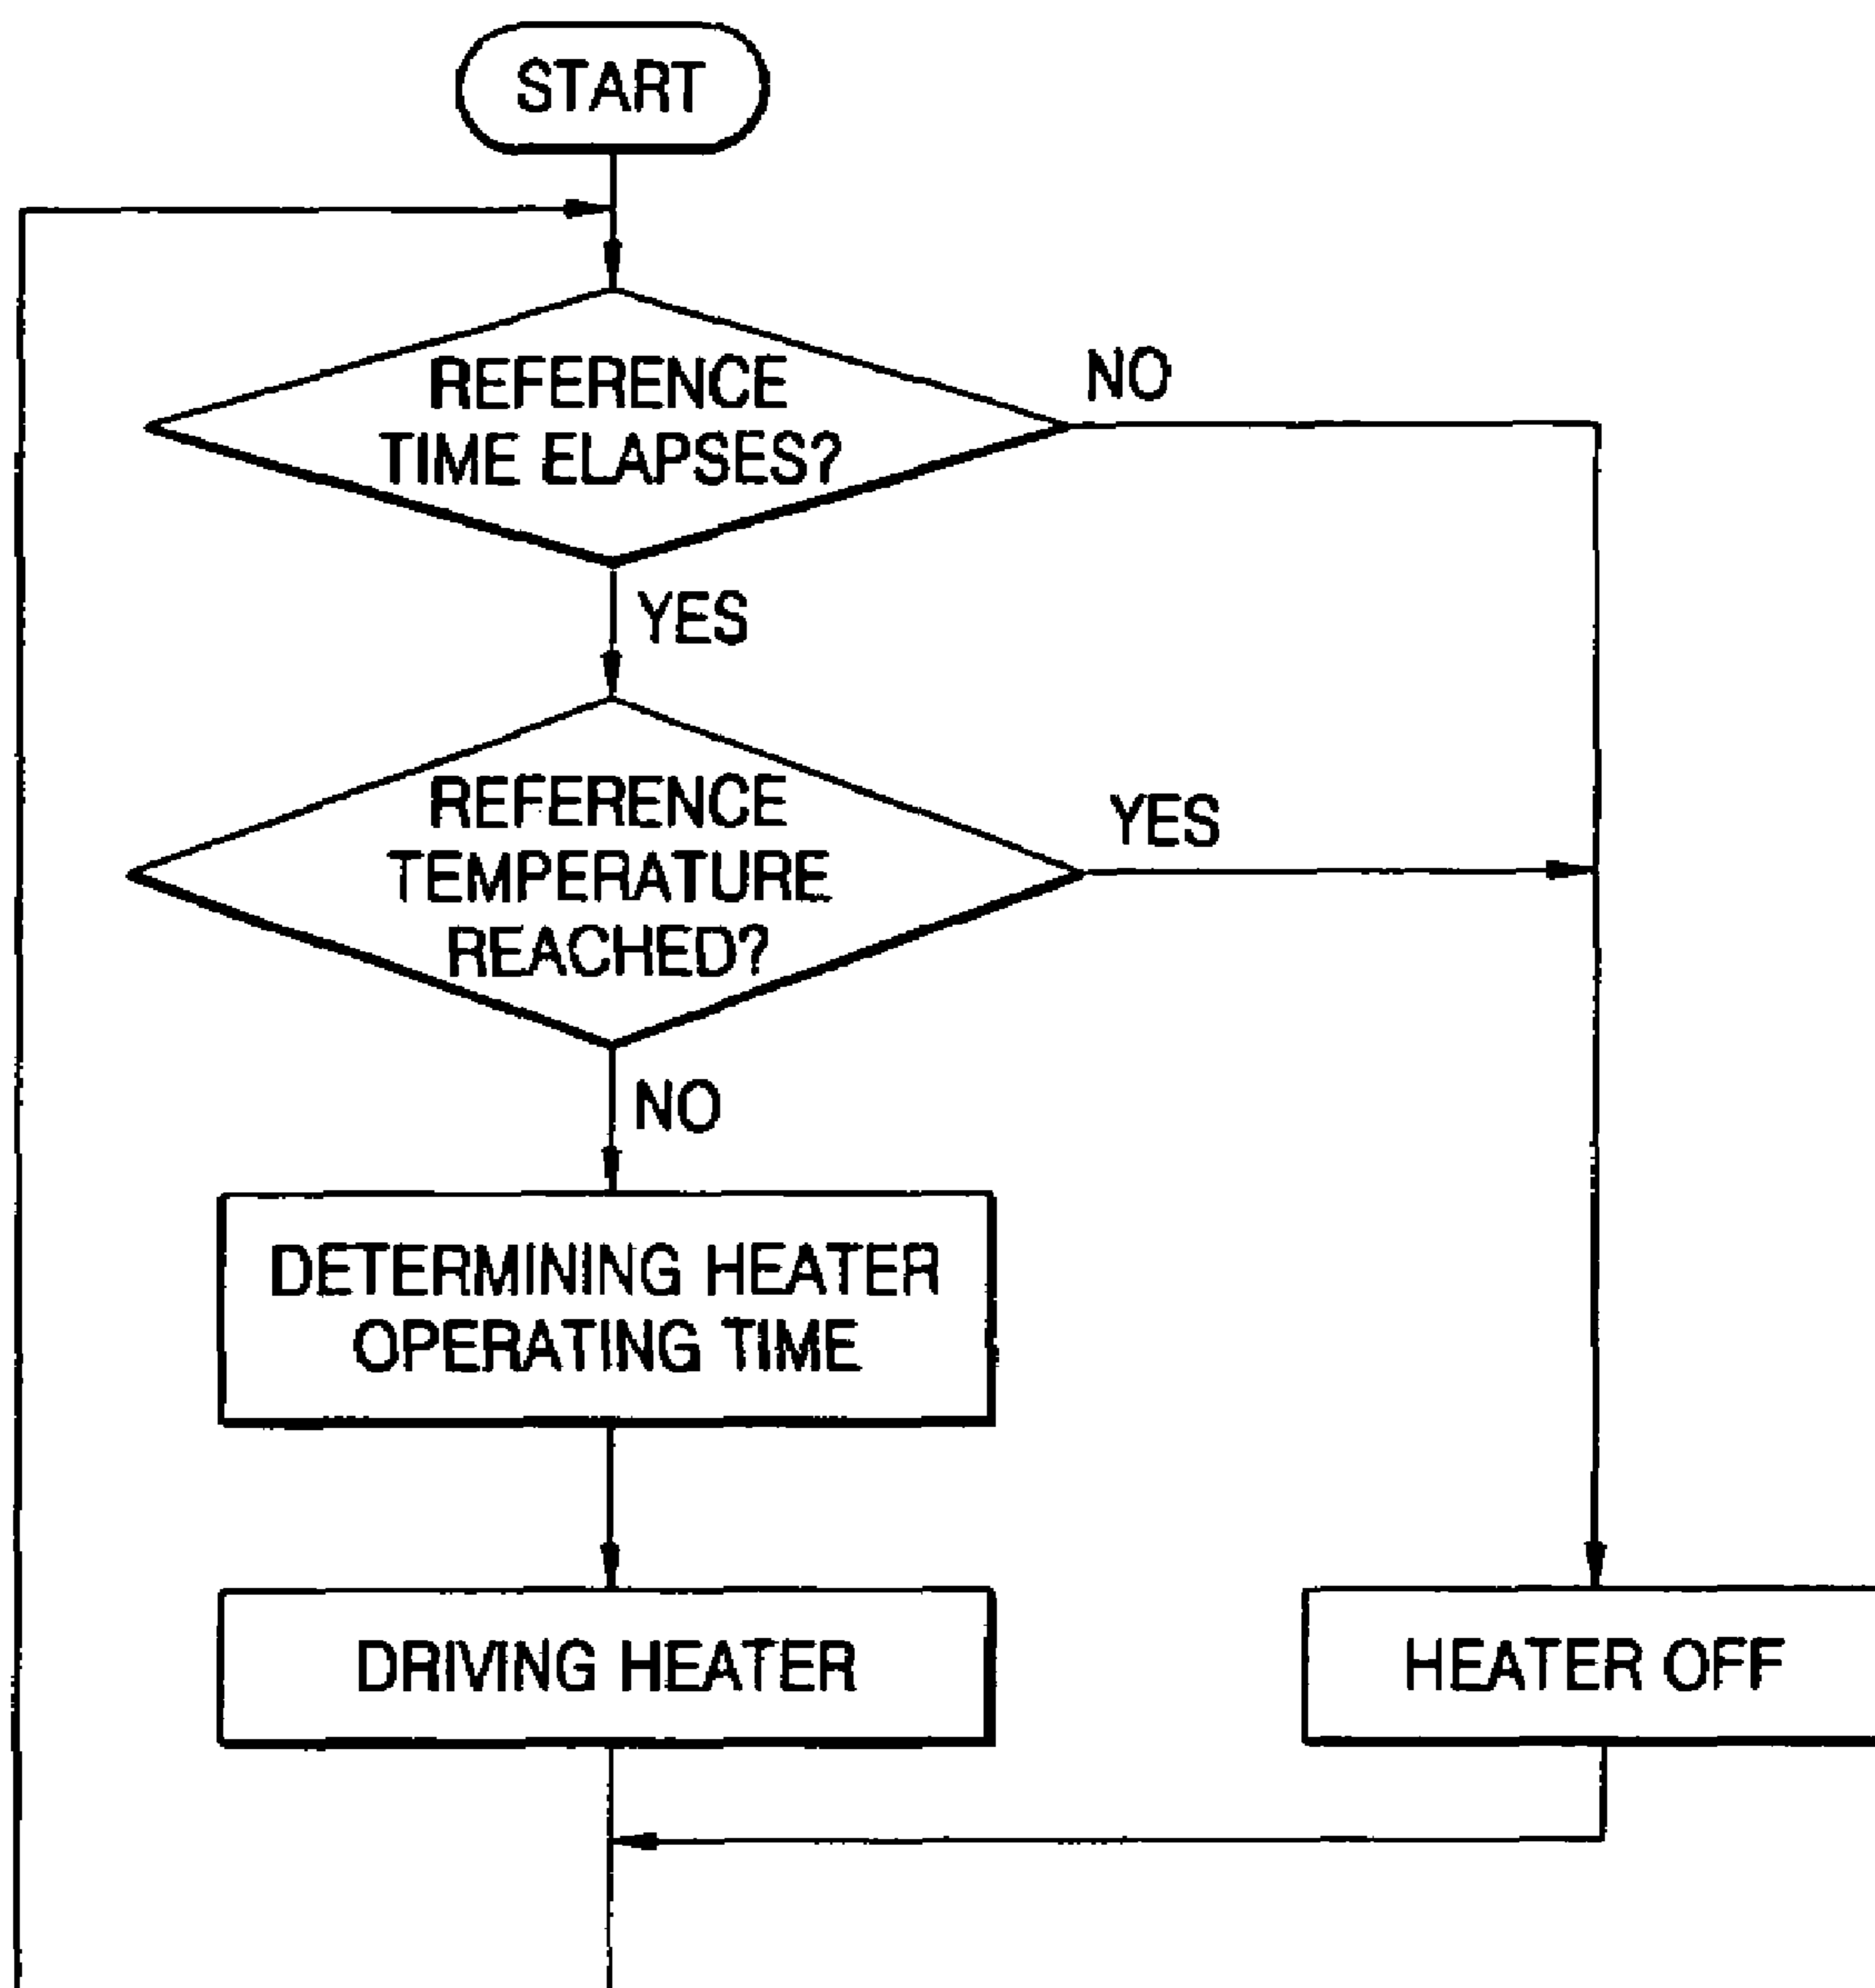 START
REFERENCE
TIME ELAPSES?
NO
YES
REFERENCE
TEMPERATURE
REACHED?
YES
NO
DETERMINING HEATER
OPERATING TIME
DRIVING HEATER
HEATER OFF